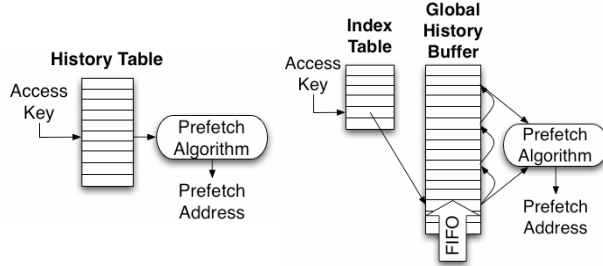 History Table
Access
Key
Prefetch
Algorithm
Prefetch
Address
Index
Table
Global
History
Buffer
Access
Key
Prefetch
Algorithm
Prefetch
Address
FIFO